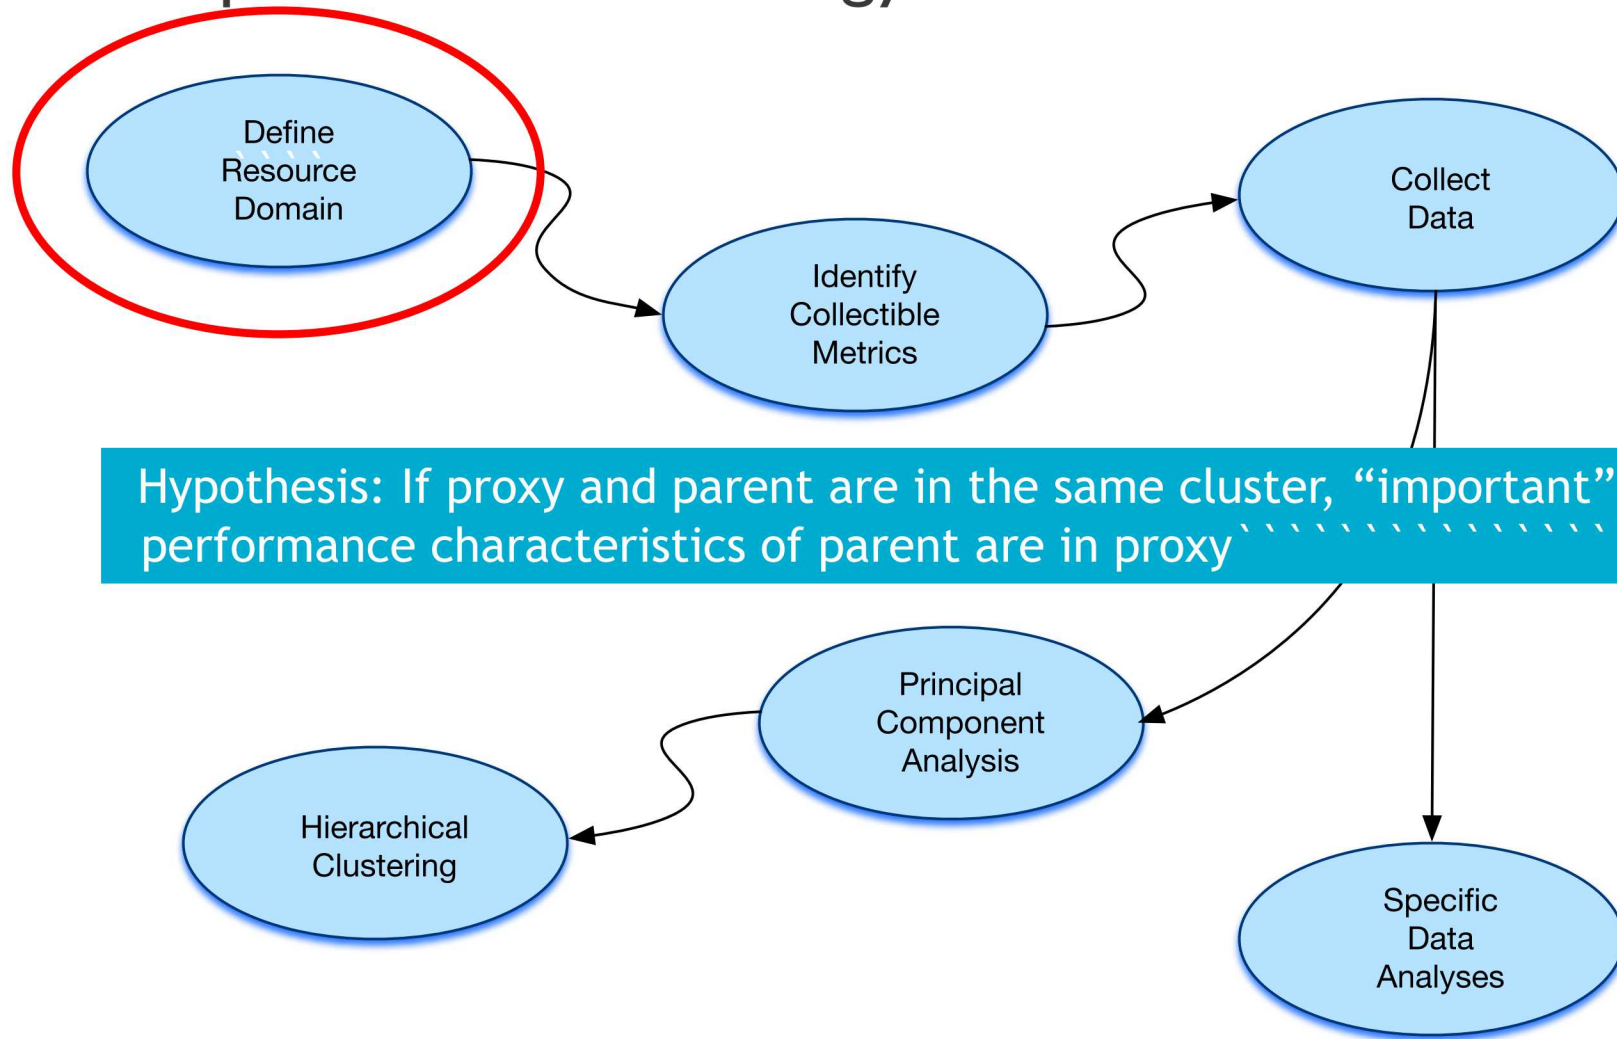 Define
Resource
Domain
Collect
Data
Identify
Collectible
Metrics
Hypothesis: If proxy and parent are in the same cluster, “important”
performance characteristics of parent are in proxy
Principal
Component
Analysis
Hierarchical
Clustering
Specific
Data
Analyses